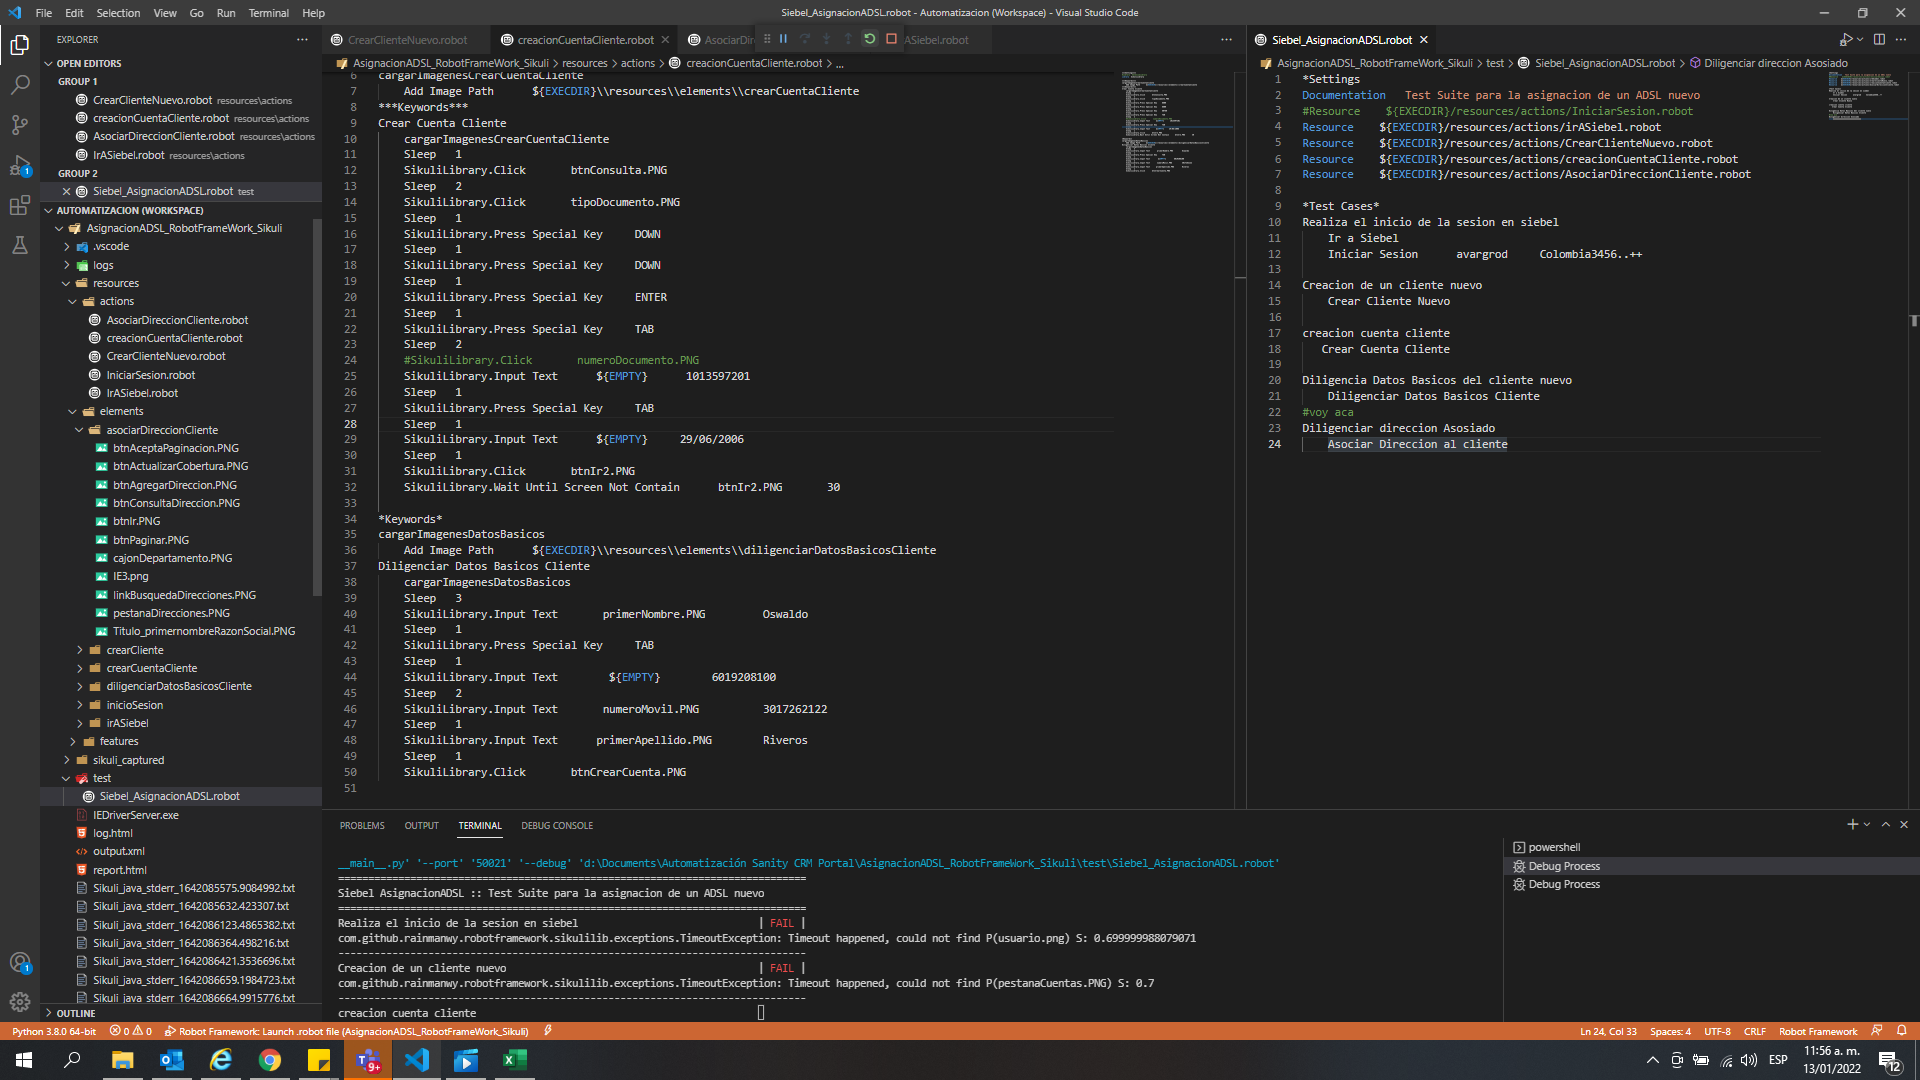 File Edit Selection View Go Run Terminal Help
Siebel_AsignacionADSL.robot - Automatizacion (Workspace) - Visual Studio Code
EXPLORER
OPEN EDITORS
GROUP 1
CrearClienteNuevo.robot resources\actions
creacionCuentaCliente.robot resources\actions
AsociarDireccionCliente.robot resources\actions
IrASiebel.robot resources\actions
GROUP 2
Siebel_AsignacionADSL.robot test
AUTOMATIZACION (WORKSPACE)
AsignacionADSL_RobotFrameWork_Sikuli
.vscode
logs
resources
actions
AsociarDireccionCliente.robot
creacionCuentaCliente.robot
CrearClienteNuevo.robot
IniciarSesion.robot
IrASiebel.robot
elements
asociarDireccionCliente
btnAceptaPaginacion.PNG
btnActualizarCobertura.PNG
btnAgregarDireccion.PNG
btnConsultaDireccion.PNG
btnIr.PNG
btnPaginar.PNG
cajonDepartamento.PNG
IE3.png
linkBusquedaDirecciones.PNG
pestanaDirecciones.PNG
Titulo_primernombreRazonSocial.PNG
crearCliente
crearCuentaCliente
diligenciarDatosBasicosCliente
inicioSesion
irASiebel
features
sikuli_captured
test
Siebel_AsignacionADSL.robot
IEDriverServer.exe
log.html
output.xml
report.html
Sikuli_java_stderr_1642085575.9084992.txt
Sikuli_java_stderr_1642085632.423307.txt
Sikuli_java_stderr_1642086123.4865382.txt
Sikuli_java_stderr_1642086364.498216.txt
Sikuli_java_stderr_1642086421.3536696.txt
Sikuli_java_stderr_1642086659.1984723.txt
Sikuli_java_stderr_1642086664.9915776.txt
OUTLINE
CrearClienteNuevo.robot creacionCuentaCliente.robot AsociarDir ASiebel.robot
AsignacionADSL_RobotFrameWork_Sikuli > resources > actions > creacionCuentaCliente.robot > ...
6 cargarImagenesCrearCuentaCliente
7 Add Image Path ${EXECDIR}\\resources\\elements\\crearCuentaCliente
8 ***Keywords***
9 Crear Cuenta Cliente
10 cargarImagenesCrearCuentaCliente
11 Sleep 1
12 SikuliLibrary.Click btnConsulta.PNG
13 Sleep 2
14 SikuliLibrary.Click tipoDocumento.PNG
15 Sleep 1
16 SikuliLibrary.Press Special Key DOWN
17 Sleep 1
18 SikuliLibrary.Press Special Key DOWN
19 Sleep 1
20 SikuliLibrary.Press Special Key ENTER
21 Sleep 1
22 SikuliLibrary.Press Special Key TAB
23 Sleep 2
24 #SikuliLibrary.Click numeroDocumento.PNG
25 SikuliLibrary.Input Text ${EMPTY} 1013597201
26 Sleep 1
27 SikuliLibrary.Press Special Key TAB
28 Sleep 1
29 SikuliLibrary.Input Text ${EMPTY} 29/06/2006
30 Sleep 1
31 SikuliLibrary.Click btnIr2.PNG
32 SikuliLibrary.Wait Until Screen Not Contain btnIr2.PNG 30
33
34 *Keywords*
35 cargarImagenesDatosBasicos
36 Add Image Path ${EXECDIR}\\resources\\elements\\diligenciarDatosBasicosCliente
37 Diligenciar Datos Basicos Cliente
38 cargarImagenesDatosBasicos
39 Sleep 3
40 SikuliLibrary.Input Text primerNombre.PNG Oswaldo
41 Sleep 1
42 SikuliLibrary.Press Special Key TAB
43 Sleep 1
44 SikuliLibrary.Input Text ${EMPTY} 6019208100
45 Sleep 2
46 SikuliLibrary.Input Text numeroMovil.PNG 3017262122
47 Sleep 1
48 SikuliLibrary.Input Text primerApellido.PNG Riveros
49 Sleep 1
50 SikuliLibrary.Click btnCrearCuenta.PNG
51
Siebel_AsignacionADSL.robot
AsignacionADSL_RobotFrameWork_Sikuli > test > Siebel_AsignacionADSL.robot > Diligenciar direccion Asosiado
1 *Settings
2 Documentation Test Suite para la asignacion de un ADSL nuevo
3 #Resource ${EXECDIR}/resources/actions/IniciarSesion.robot
4 Resource ${EXECDIR}/resources/actions/irASiebel.robot
5 Resource ${EXECDIR}/resources/actions/CrearClienteNuevo.robot
6 Resource ${EXECDIR}/resources/actions/creacionCuentaCliente.robot
7 Resource ${EXECDIR}/resources/actions/AsociarDireccionCliente.robot
8
9 *Test Cases*
10 Realiza el inicio de la sesion en siebel
11 Ir a Siebel
12 Iniciar Sesion avargrod Colombia3456..++
13
14 Creacion de un cliente nuevo
15 Crear Cliente Nuevo
16
17 creacion cuenta cliente
18 Crear Cuenta Cliente
19
20 Diligencia Datos Basicos del cliente nuevo
21 Diligenciar Datos Basicos Cliente
22 #voy aca
23 Diligenciar direccion Asosiado
24 Asociar Direccion al cliente
PROBLEMS OUTPUT TERMINAL DEBUG CONSOLE
__main__.py' '--port' '50021' '--debug' 'd:\Documents\Automatización Sanity CRM Portal\AsignacionADSL_RobotFrameWork_Sikuli\test\Siebel_AsignacionADSL.robot'
==============================================================================
Siebel AsignacionADSL :: Test Suite para la asignacion de un ADSL nuevo
==============================================================================
Realiza el inicio de la sesion en siebel | FAIL |
com.github.rainmanwy.robotframework.sikulilib.exceptions.TimeoutException: Timeout happened, could not find P(usuario.png) S: 0.699999988079071
------------------------------------------------------------------------------
Creacion de un cliente nuevo | FAIL |
com.github.rainmanwy.robotframework.sikulilib.exceptions.TimeoutException: Timeout happened, could not find P(pestanaCuentas.PNG) S: 0.7
------------------------------------------------------------------------------
creacion cuenta cliente
powershell
Debug Process
Debug Process
Python 3.8.0 64-bit 0 0 Robot Framework: Launch .robot file (AsignacionADSL_RobotFrameWork_Sikuli)
Ln 24, Col 33 Spaces: 4 UTF-8 CRLF Robot Framework
9+
ESP
11:56 a. m.
13/01/2022
12